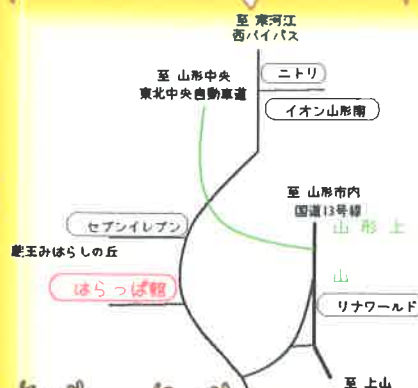 至 寒河江
西バイパス
ニトリ
至 山形中央
東北中央自動車道
イオン山形南
至 山形市内
国道13号線
山形上
セブンイレブン
蔵王みはらしの丘
山
はらっぱ館
リナワールド
至 上山